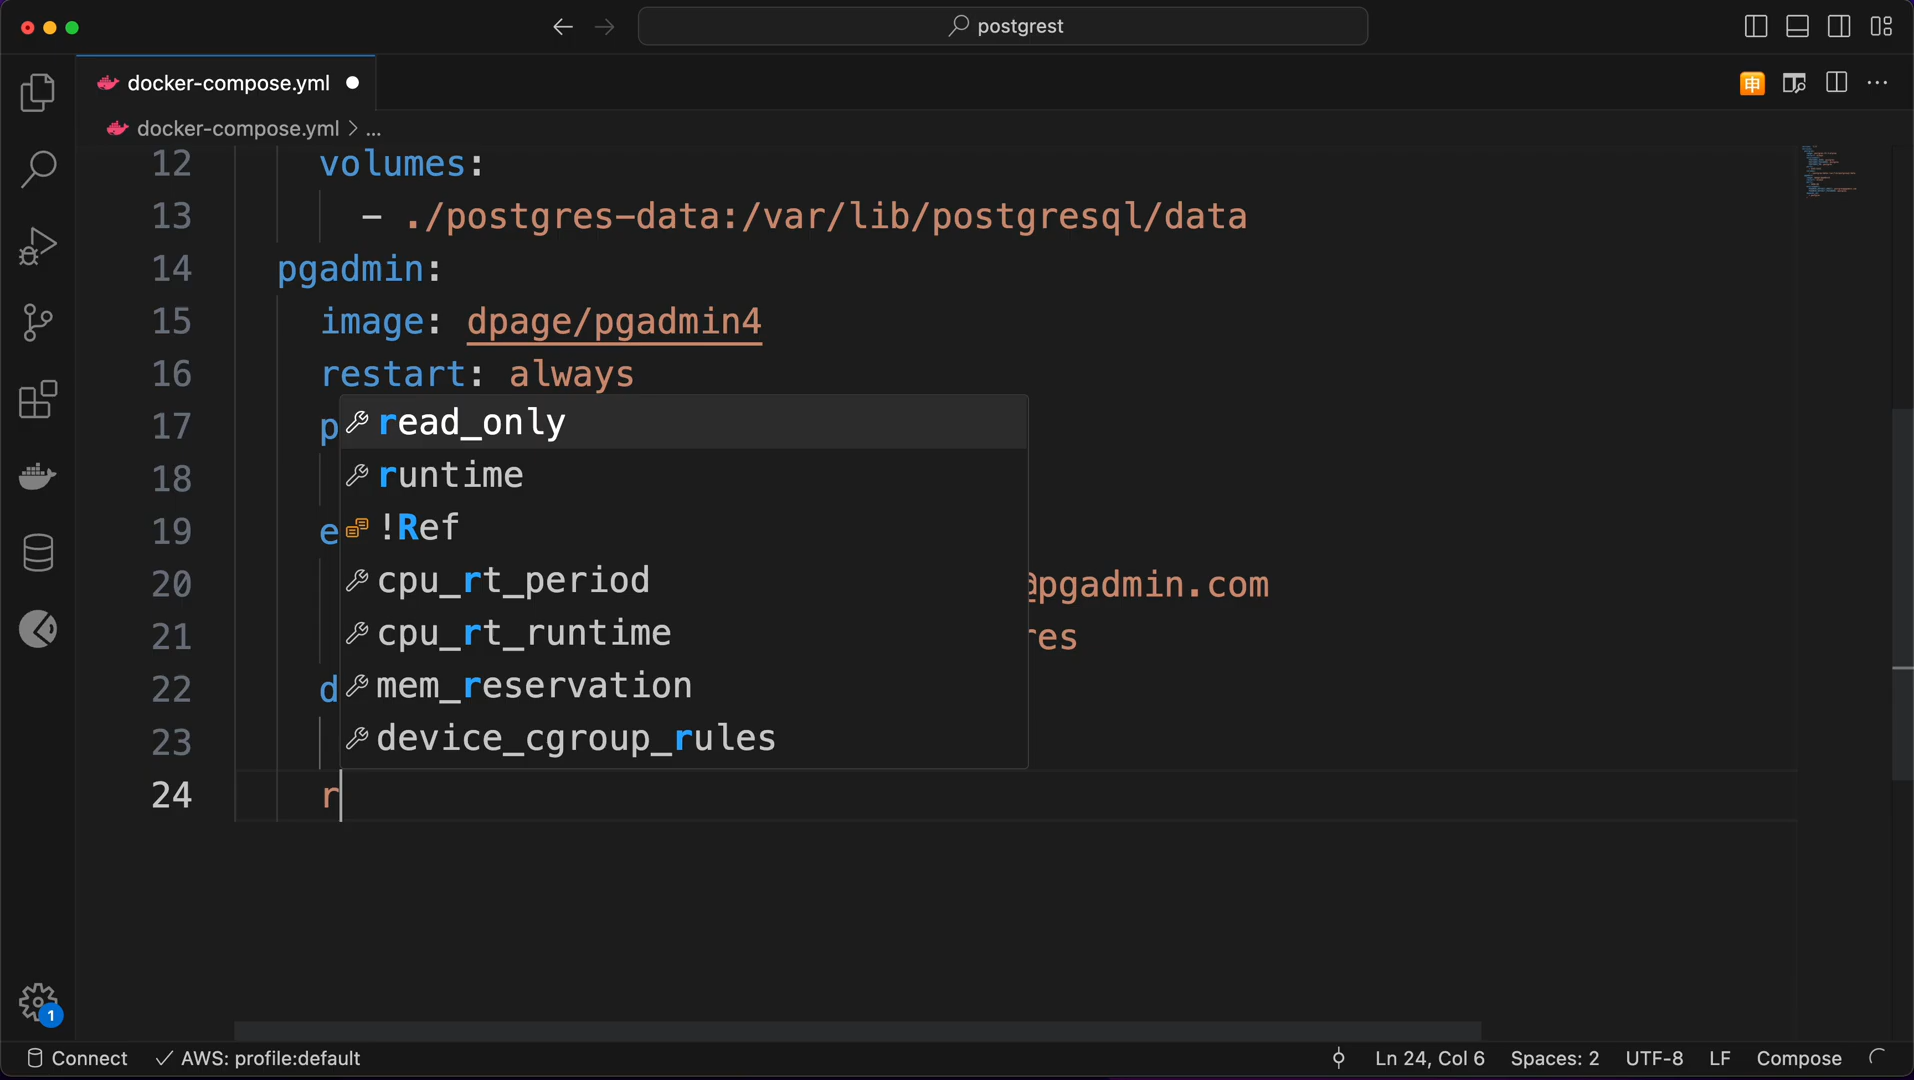 postgrest
docker-compose.yml
docker-compose.yml > ...
12 volumes:
13 - ./postgres-data:/var/lib/postgresql/data
14 pgadmin:
15 image: dpage/pgadmin4
16 restart: always
17 p
read_only
18
runtime
19 e
!Ref
20 @pgadmin.com
cpu_rt_period
21 res
cpu_rt_runtime
22 d
mem_reservation
23
device_cgroup_rules
24 r
1
Connect AWS: profile:default Ln 24, Col 6 Spaces: 2 UTF-8 LF Compose